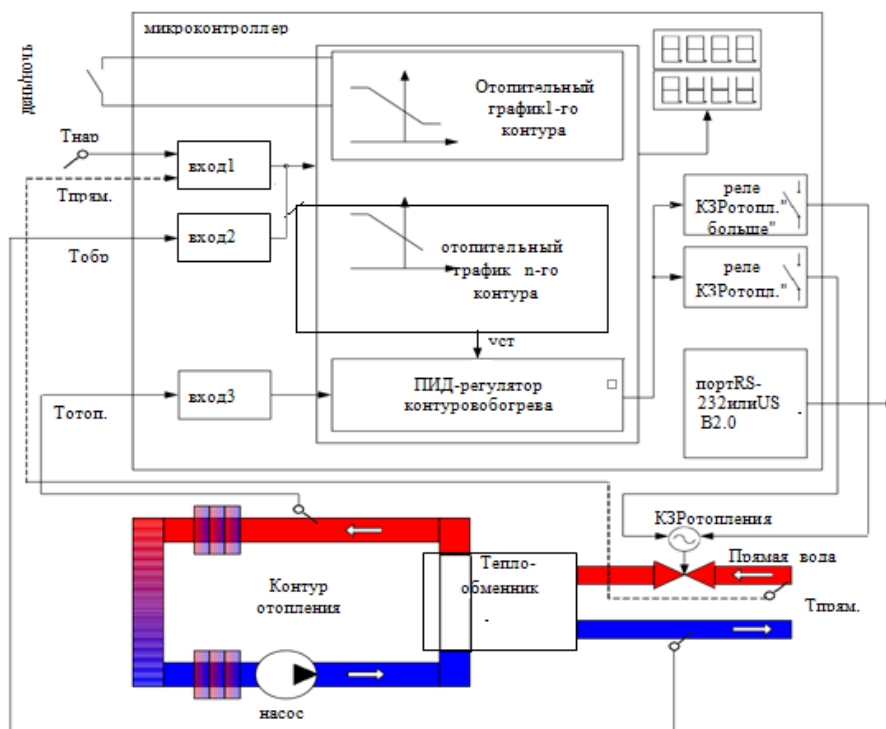 микроконтроллер
день/ночь
Отопительный
график1-го
контура
Тнар
вход1
Тпрям.
реле
КЗРотопл."
больше"
вход2
Тобр
отопительный
график n-го
контура
реле
КЗРотопл."
уст
ПИД-регулятор
контуровобогрева
вход3
Тотоп.
портRS-
232илиUS
B2.0
КЗРотопления
Прямая вода
Тепло-
обменник
Контур
отопления
Тпрям.
насос